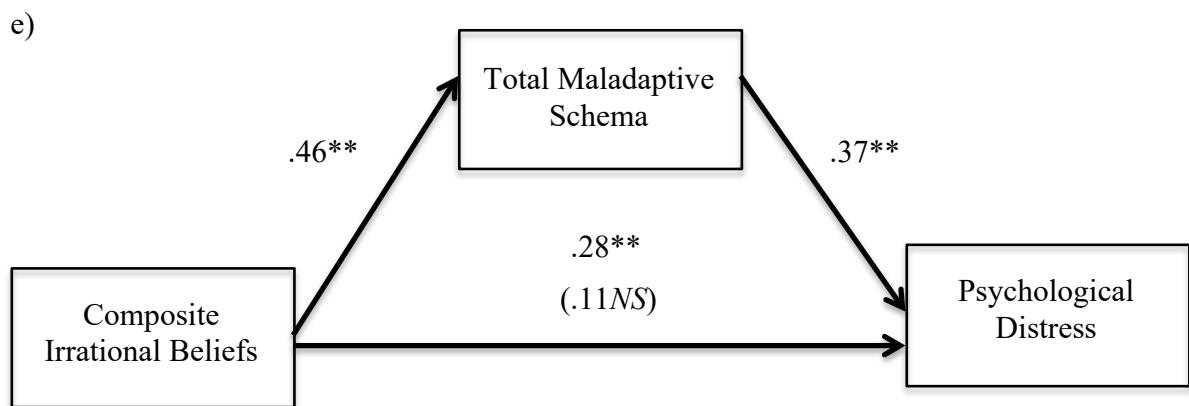 e)
Total Maladaptive
Schema
.46**
.37**
.28**
(.11NS)
Composite
Irrational Beliefs
Psychological
Distress